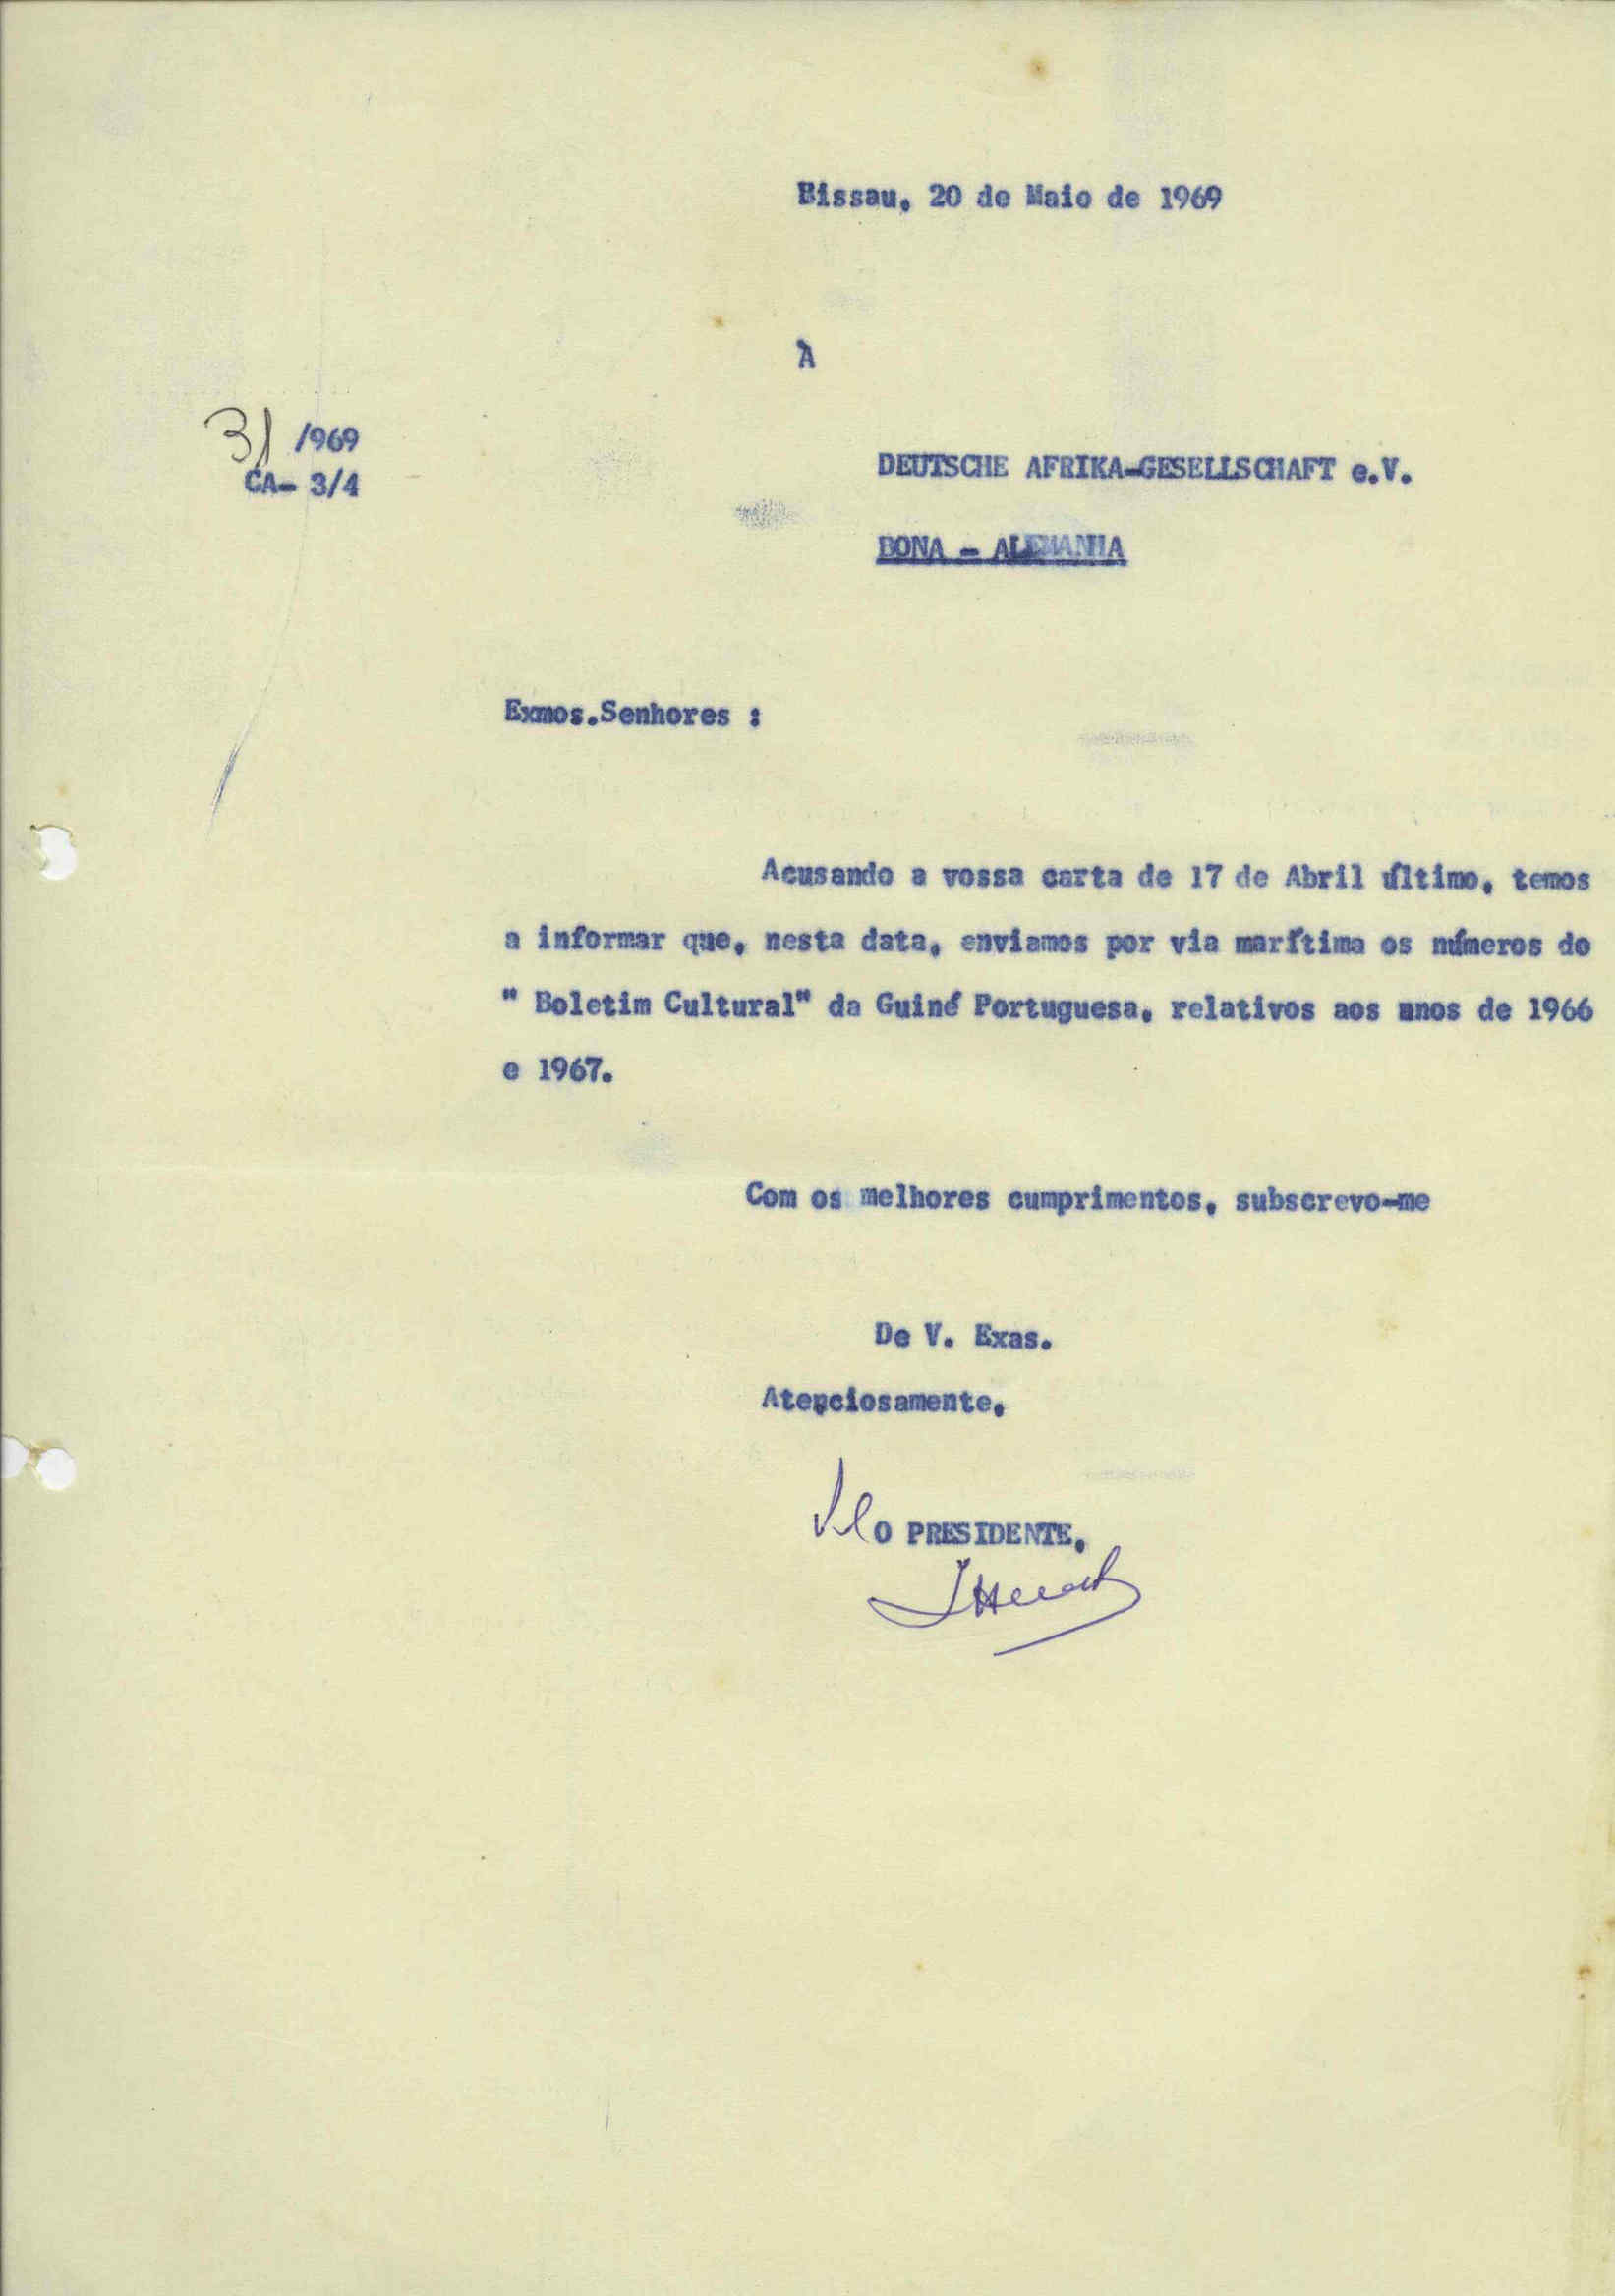 Bissau, 20 de Maio de 1969
À
31 /969
CA- 3/4
DEUTSCHE AFRIKA-GESELLSCHAFT e.V.
BONA - ALEMANHA
Exmos.Senhores :
Acusando a vossa carta de 17 de Abril último, temos
a informar que, nesta data, enviamos por via marítima os números do
" Boletim Cultural" da Guiné Portuguesa, relativos aos anos de 1966
e 1967.
Com os melhores cumprimentos, subscrevo-me
De V. Exas.
Atenciosamente,
O PRESIDENTE,